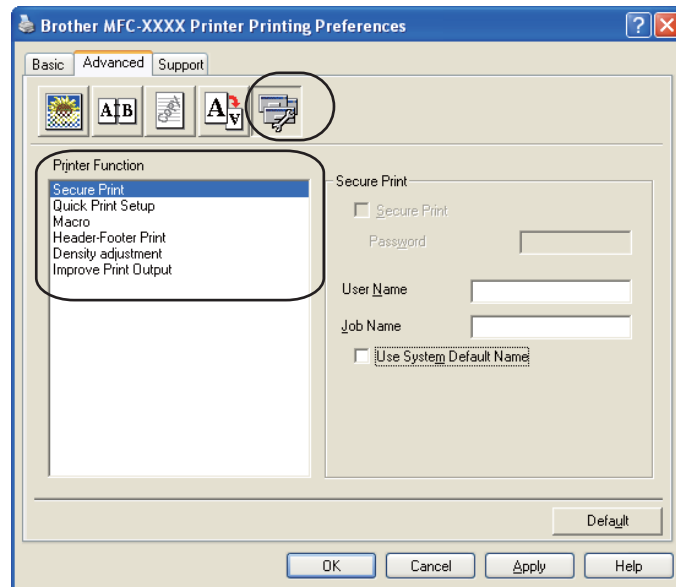 Brother MFC-XXXX Printer Printing Preferences
Basic Advanced Support
A B A A
Printer Function
Secure Print
Quick Print Setup
Macro
Header-Footer Print
Density adjustment
Improve Print Output
Secure Print
Secure Print
Password
User Name
Job Name
Use System Default Name
Default
OK Cancel Apply Help